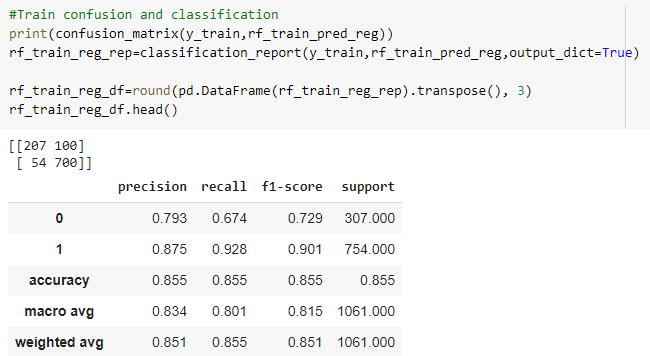 #Train confusion and classification
print(confusion_matrix(y_train,rf_train_pred_reg))
rf_train_reg_rep=classification_report(y_train,rf_train_pred_reg,output_dict=True)
rf_train_reg_df=round(pd.DataFrame(rf_train_reg_rep).transpose(), 3)
rf_train_reg_df.head()
[[207 100]
 [ 54 700]]
precision recall f1-score support
0 0.793 0.674 0.729 307.000
1 0.875 0.928 0.901 754.000
accuracy 0.855 0.855 0.855 0.855
macro avg 0.834 0.801 0.815 1061.000
weighted avg 0.851 0.855 0.851 1061.000